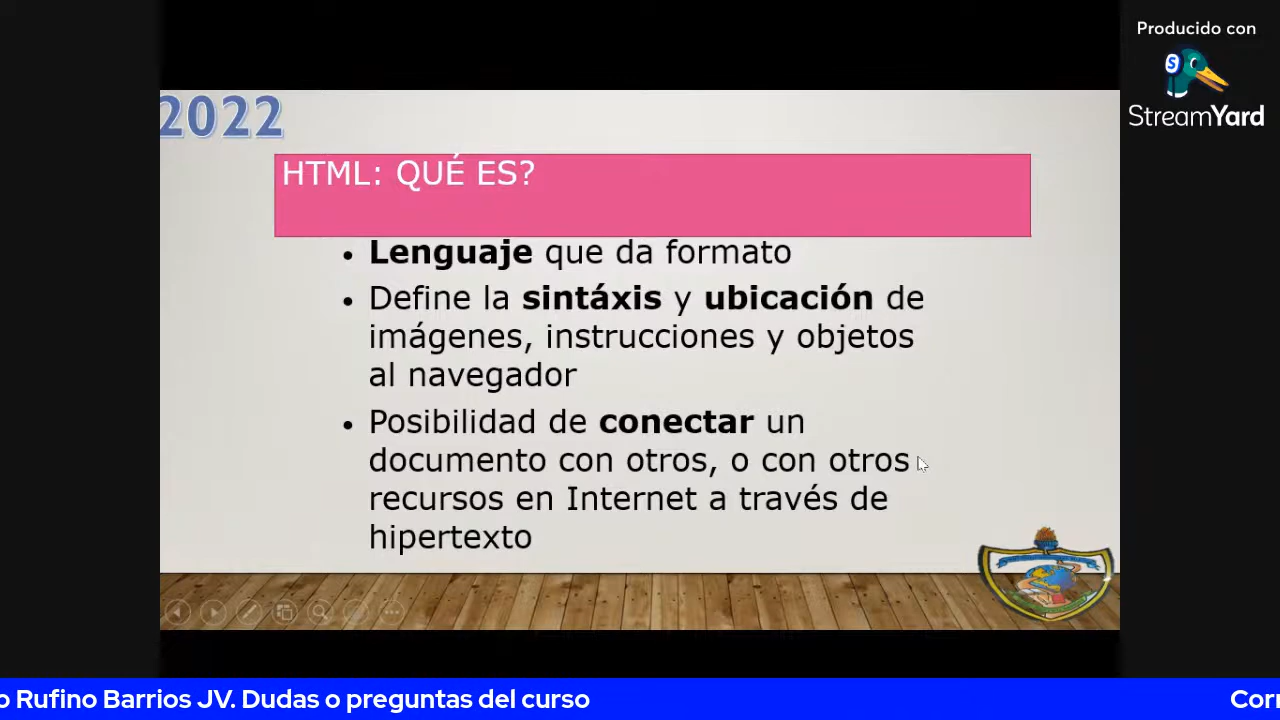 Producido con
StreamYard
2022
HTML: QUÉ ES?
• Lenguaje que da formato
• Define la sintáxis y ubicación de
imágenes, instrucciones y objetos
al navegador
• Posibilidad de conectar un
documento con otros, o con otros
recursos en Internet a través de
hipertexto
o Rufino Barrios JV. Dudas o preguntas del curso